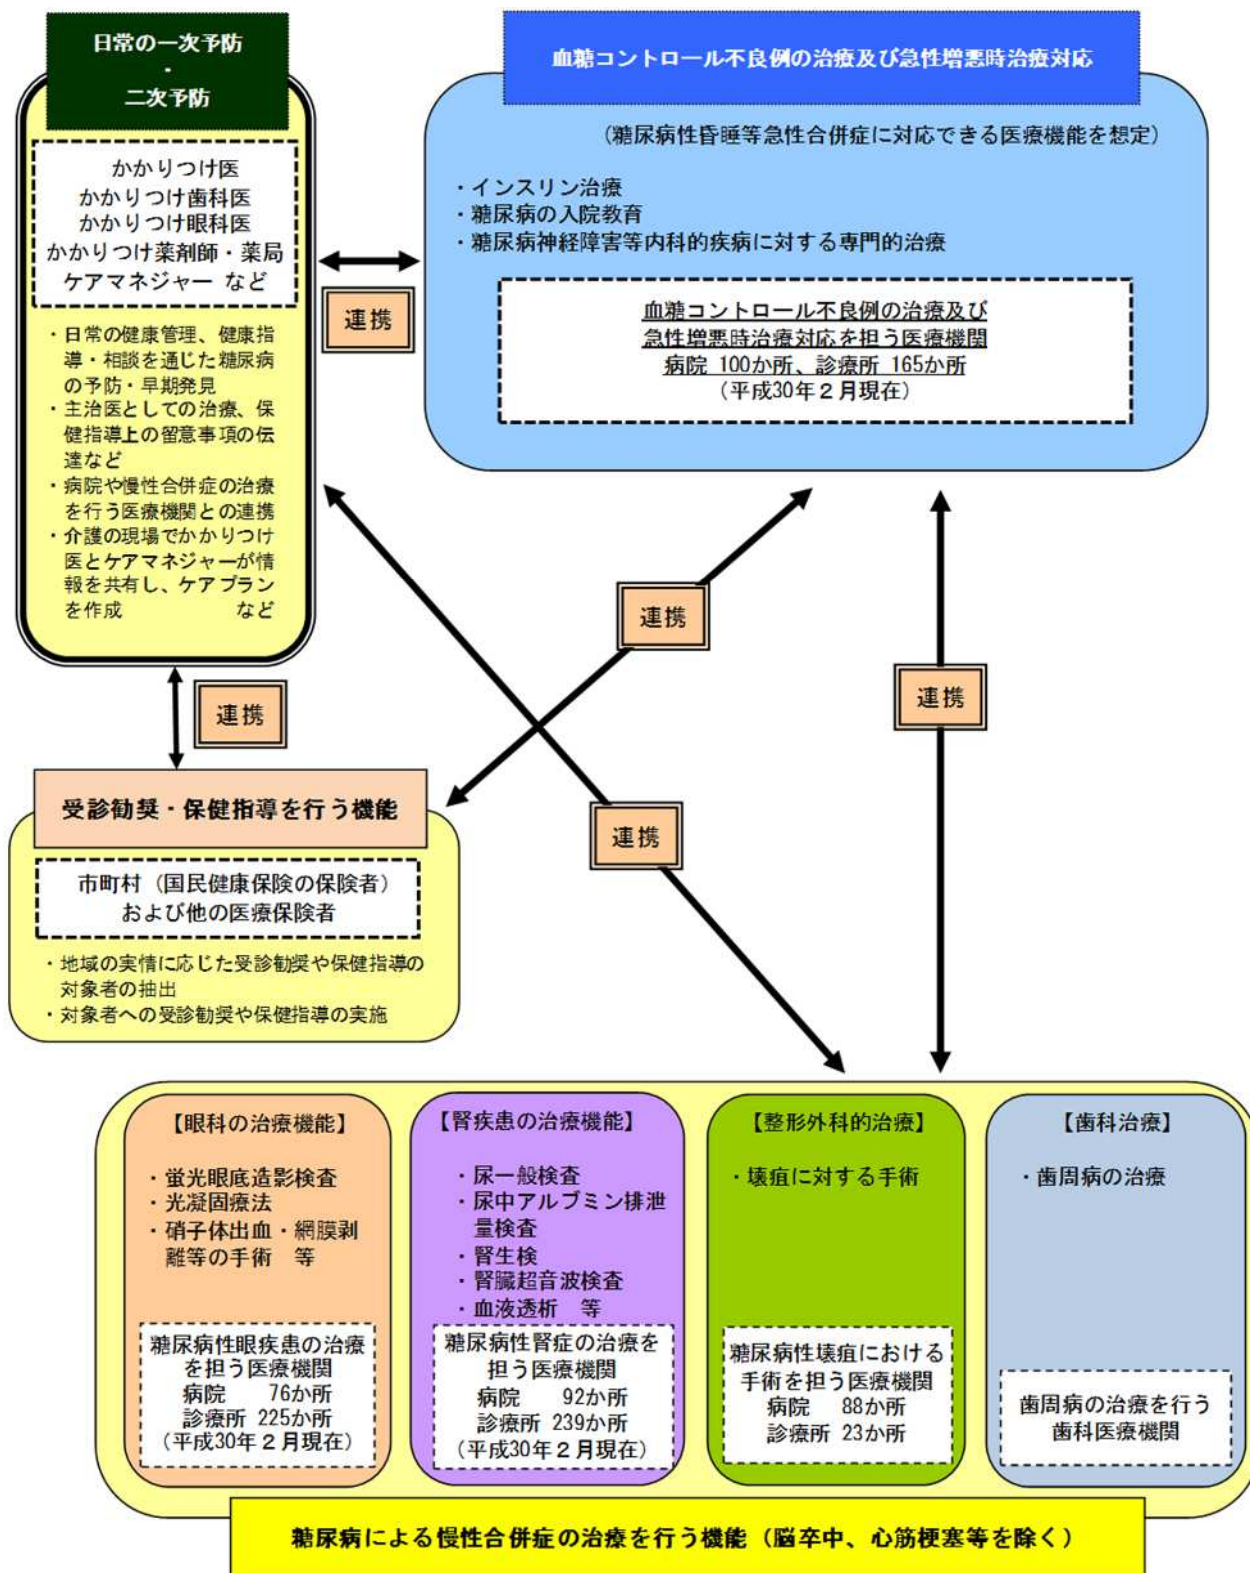 日常の一次予防
・
二次予防
かかりつけ医
かかりつけ歯科医
かかりつけ眼科医
かかりつけ薬剤師・薬局
ケアマネジャー など
・日常の健康管理、健康指
導・相談を通じた糖尿病
の予防・早期発見
・主治医としての治療、保
健指導上の留意事項の伝
達など
・病院や慢性合併症の治療
を行う医療機関との連携
・介護の現場でかかりつけ
医とケアマネジャーが情
報を共有し、ケアプラン
を作成 など
血糖コントロール不良例の治療及び急性増悪時治療対応
(糖尿病性昏睡等急性合併症に対応できる医療機能を想定)
・インスリン治療
・糖尿病の入院教育
・糖尿病神経障害等内科的疾病に対する専門的治療
血糖コントロール不良例の治療及び
急性増悪時治療対応を担う医療機関
病院 100か所、診療所 165か所
(平成30年2月現在)
連携
連携
連携
連携
連携
受診勧奨・保健指導を行う機能
市町村(国民健康保険の保険者)
および他の医療保険者
・地域の実情に応じた受診勧奨や保健指導の
対象者の抽出
・対象者への受診勧奨や保健指導の実施
【眼科の治療機能】
・蛍光眼底造影検査
・光凝固療法
・硝子体出血・網膜剥
離等の手術 等
糖尿病性眼疾患の治療
を担う医療機関
病院 76か所
診療所 225か所
(平成30年2月現在)
【腎疾患の治療機能】
・尿一般検査
・尿中アルブミン排泄
量検査
・腎生検
・腎臓超音波検査
・血液透析 等
糖尿病性腎症の治療を
担う医療機関
病院 92か所
診療所 239か所
(平成30年2月現在)
【整形外科的治療】
・壊疽に対する手術
糖尿病性壊疽における
手術を担う医療機関
病院 88か所
診療所 23か所
【歯科治療】
・歯周病の治療
歯周病の治療を行う
歯科医療機関
糖尿病による慢性合併症の治療を行う機能(脳卒中、心筋梗塞等を除く)